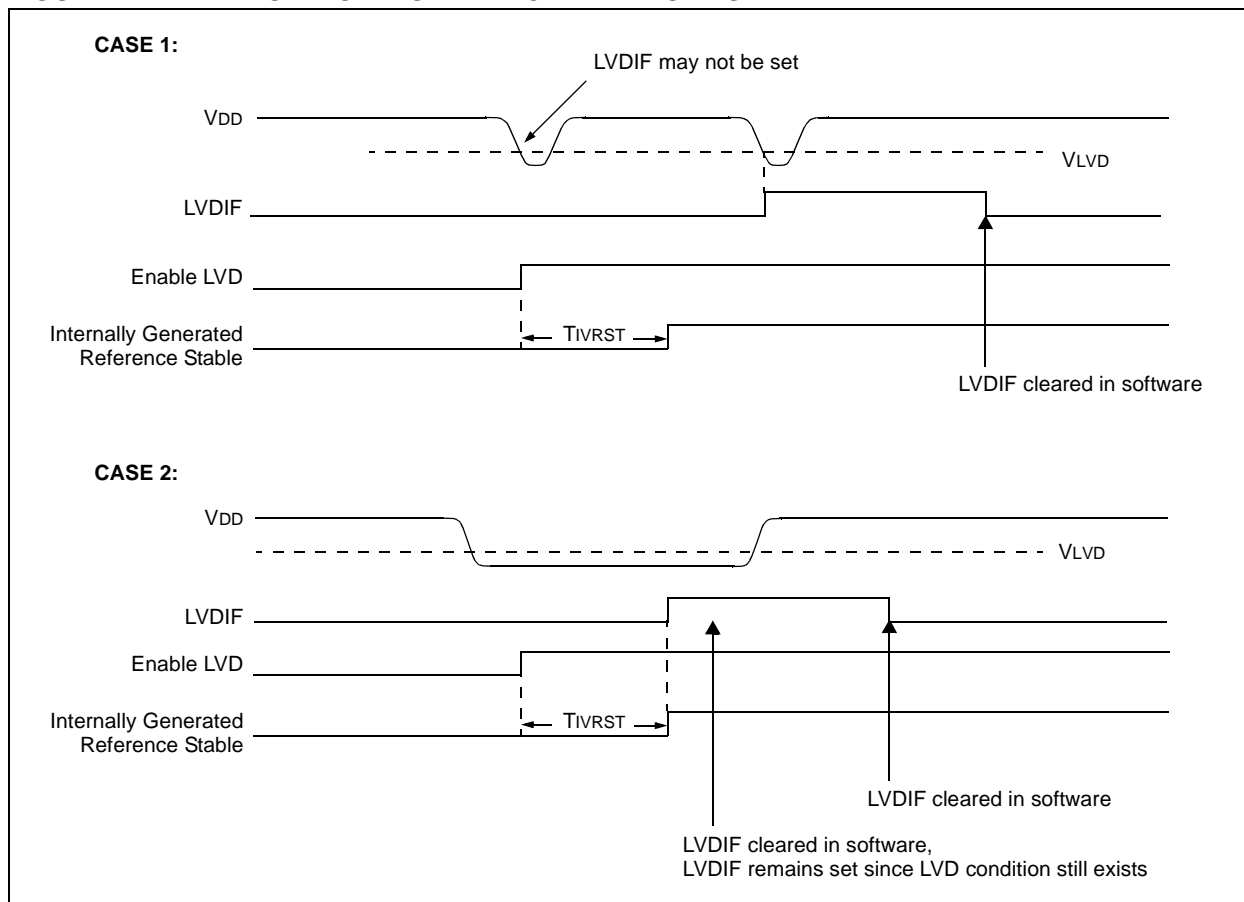 CASE 1:
LVDIF may not be set
VDD
VLVD
LVDIF
Enable LVD
Internally Generated
Reference Stable
TIVRST
LVDIF cleared in software
CASE 2:
VDD
VLVD
LVDIF
Enable LVD
Internally Generated
Reference Stable
TIVRST
LVDIF cleared in software
LVDIF cleared in software,
LVDIF remains set since LVD condition still exists